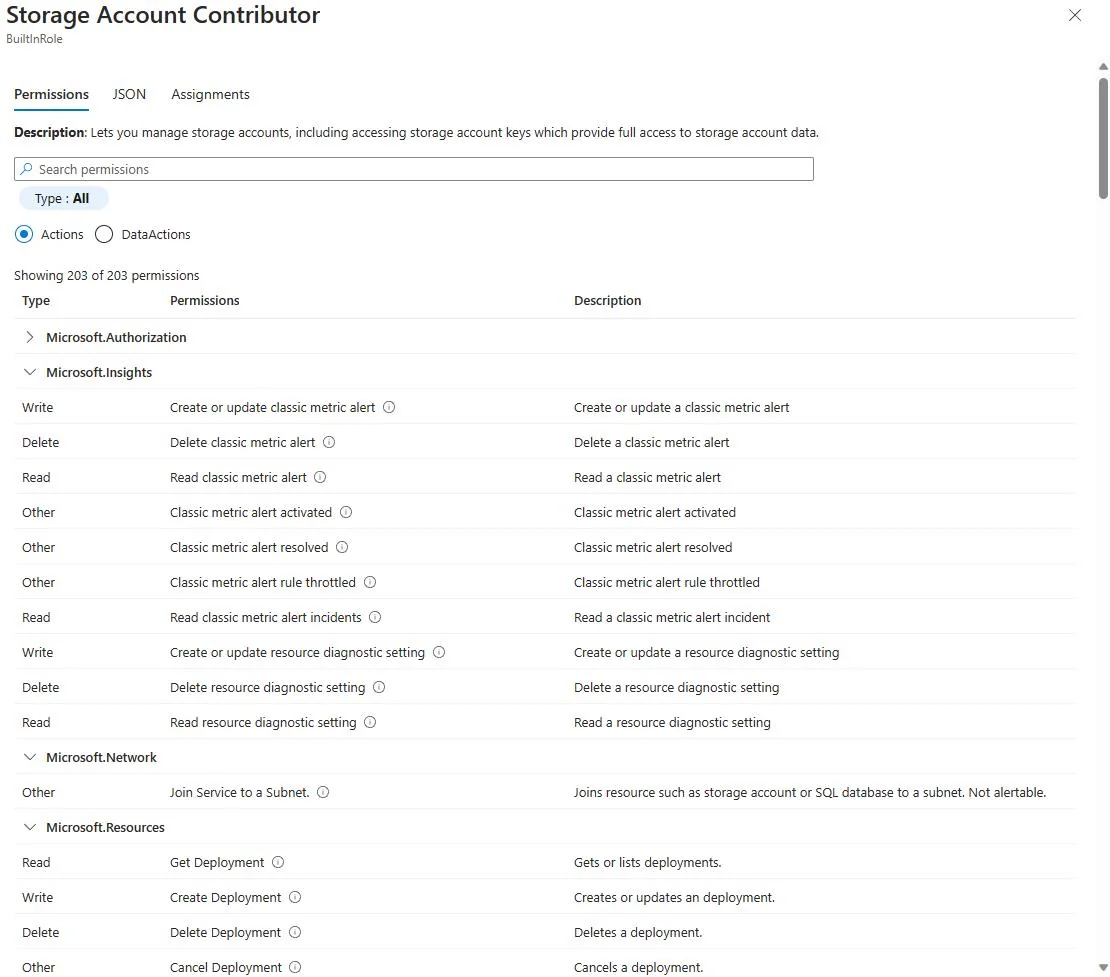 Storage Account Contributor
BuiltInRole
Permissions JSON Assignments
Description: Lets you manage storage accounts, including accessing storage account keys which provide full access to storage account data.
Search permissions
Type : All
Actions DataActions
Showing 203 of 203 permissions
Type Permissions Description
Microsoft.Authorization
Microsoft.Insights
Write Create or update classic metric alert Create or update a classic metric alert
Delete Delete classic metric alert Delete a classic metric alert
Read Read classic metric alert Read a classic metric alert
Other Classic metric alert activated Classic metric alert activated
Other Classic metric alert resolved Classic metric alert resolved
Other Classic metric alert rule throttled Classic metric alert rule throttled
Read Read classic metric alert incidents Read a classic metric alert incident
Write Create or update resource diagnostic setting Create or update a resource diagnostic setting
Delete Delete resource diagnostic setting Delete a resource diagnostic setting
Read Read resource diagnostic setting Read a resource diagnostic setting
Microsoft.Network
Other Join Service to a Subnet. Joins resource such as storage account or SQL database to a subnet. Not alertable.
Microsoft.Resources
Read Get Deployment Gets or lists deployments.
Write Create Deployment Creates or updates an deployment.
Delete Delete Deployment Deletes a deployment.
Other Cancel Deployment Cancels a deployment.